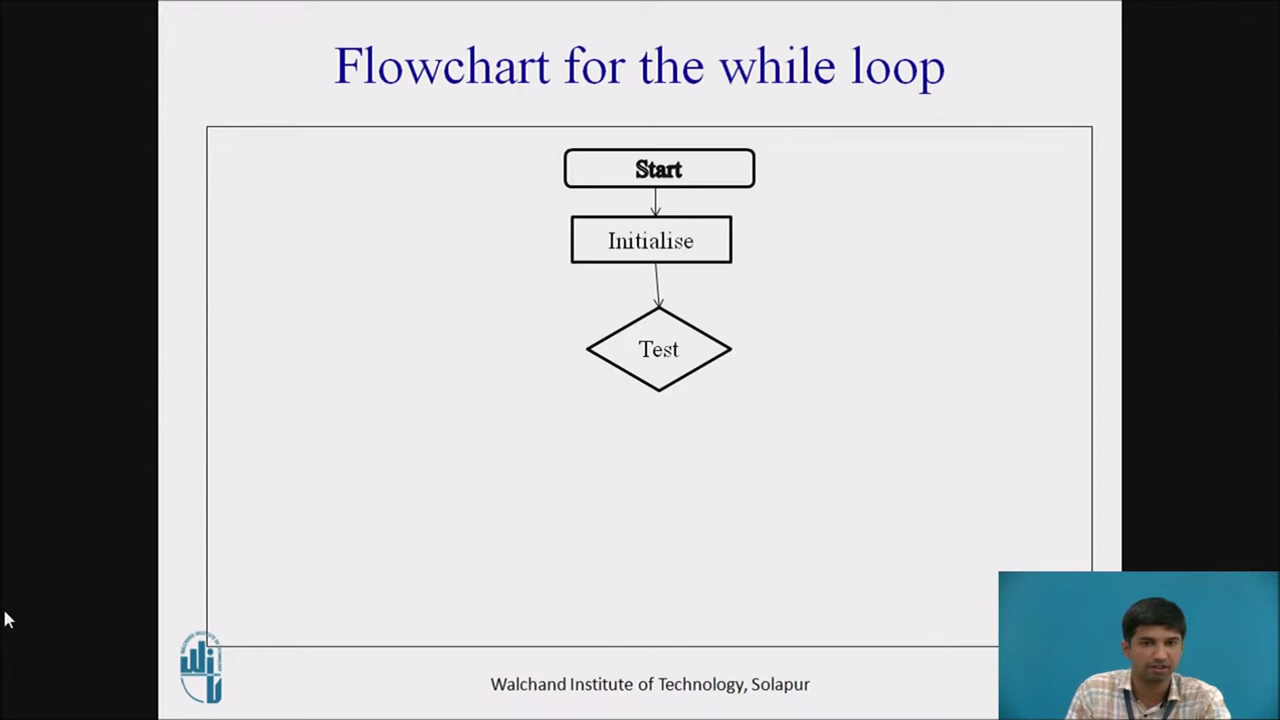 Flowchart for the while loop
Start
Initialise
Test
Walchand Institute of Technology, Solapur